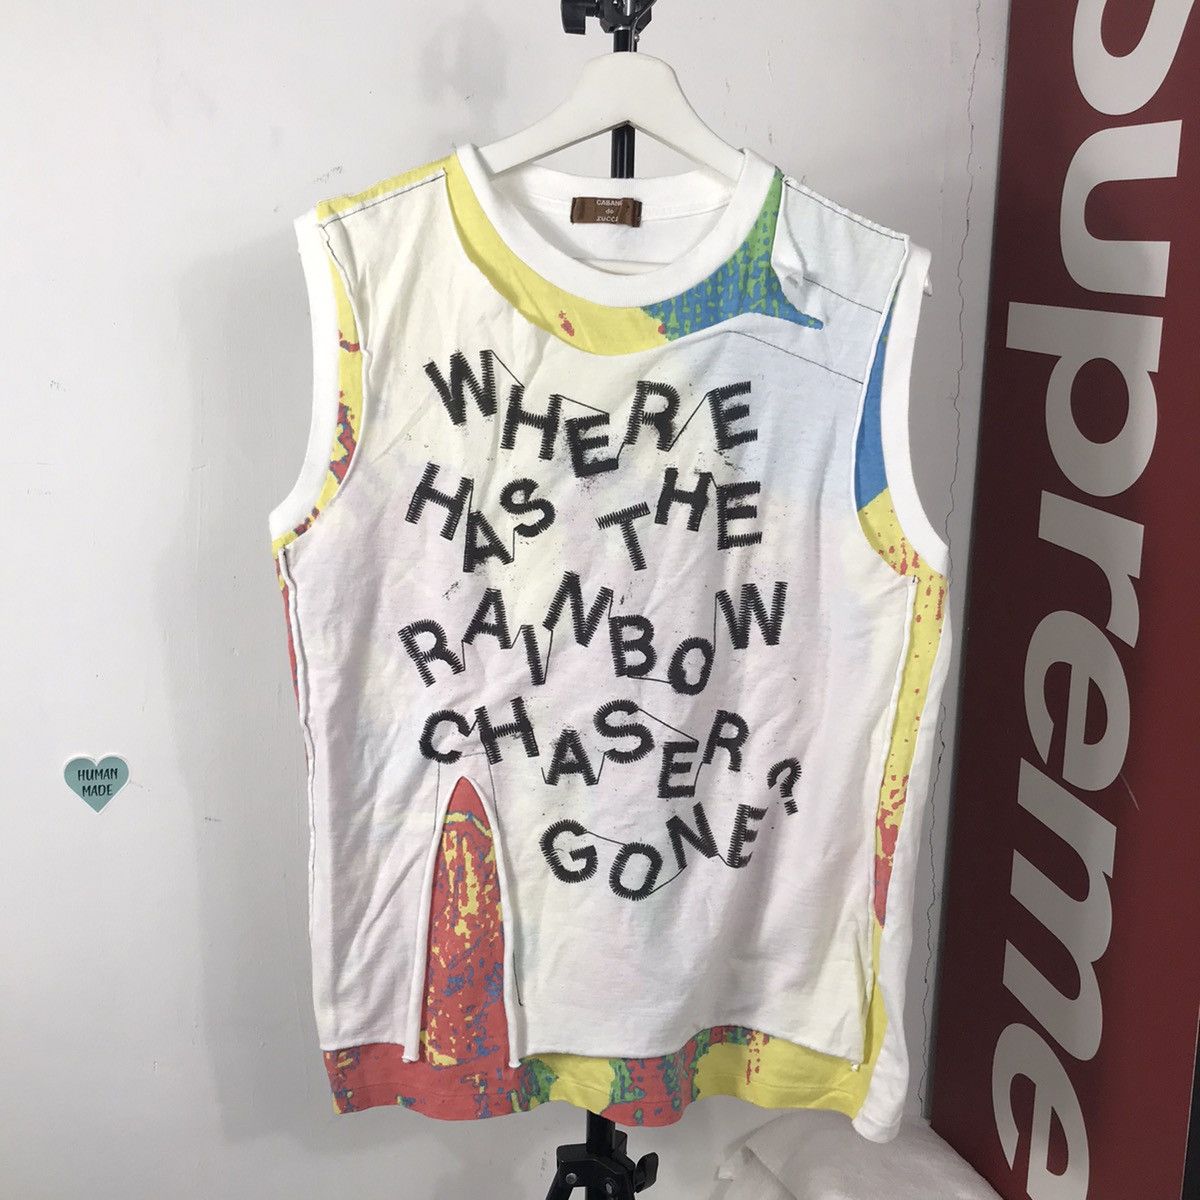 CABANE
de
ZUCCa
WHERE
HAS THE
RAINBOW
CHASER
GONE?
HUMAN
MADE
Supreme